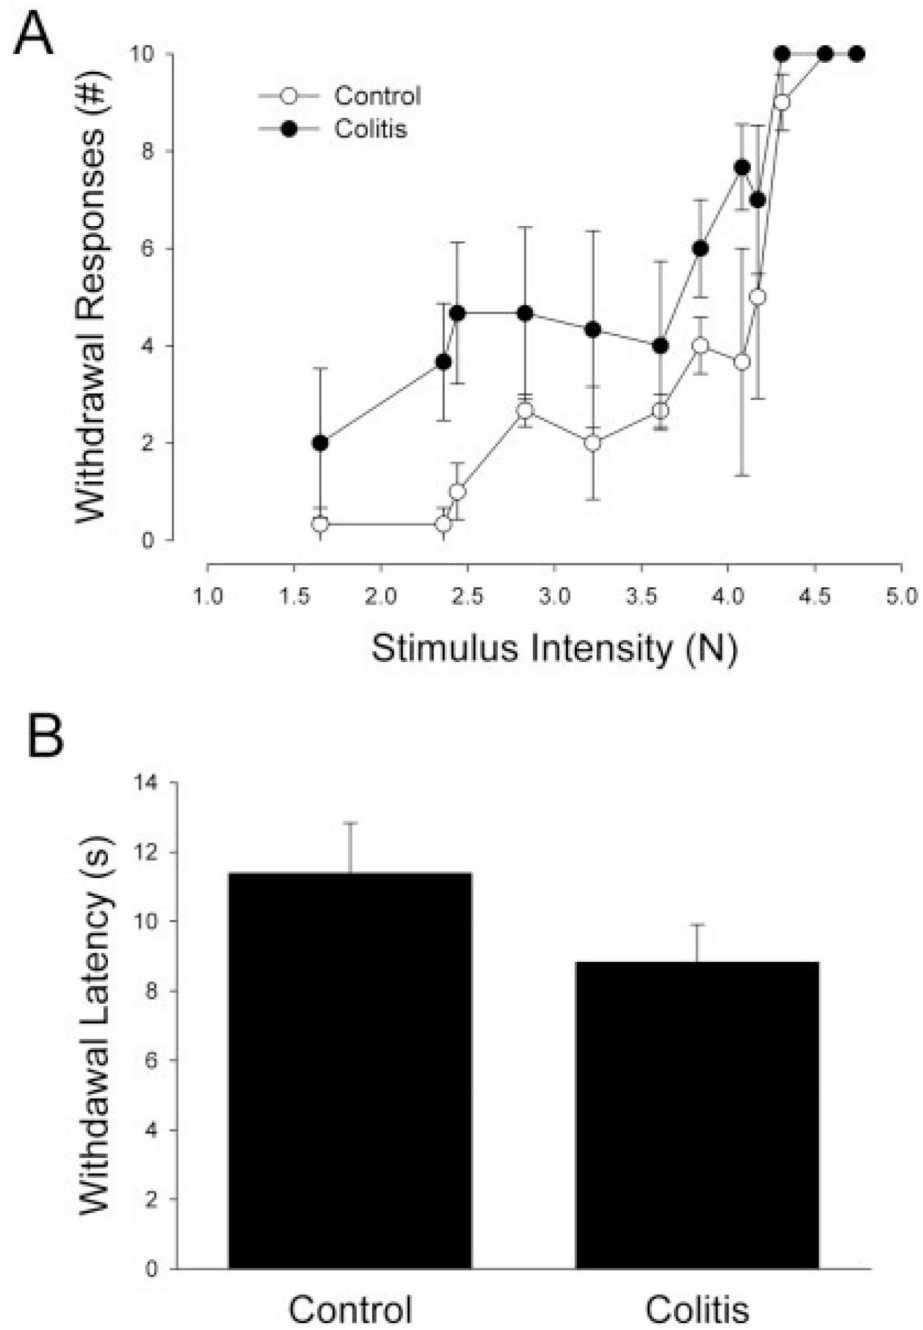 A
Withdrawal Responses (#)
10
8
6
4
2
0
Control
Colitis
1.0 1.5 2.0 2.5 3.0 3.5 4.0 4.5 5.0
Stimulus Intensity (N)
B
Withdawal Latency (s)
14
12
10
8
6
4
2
0
Control Colitis